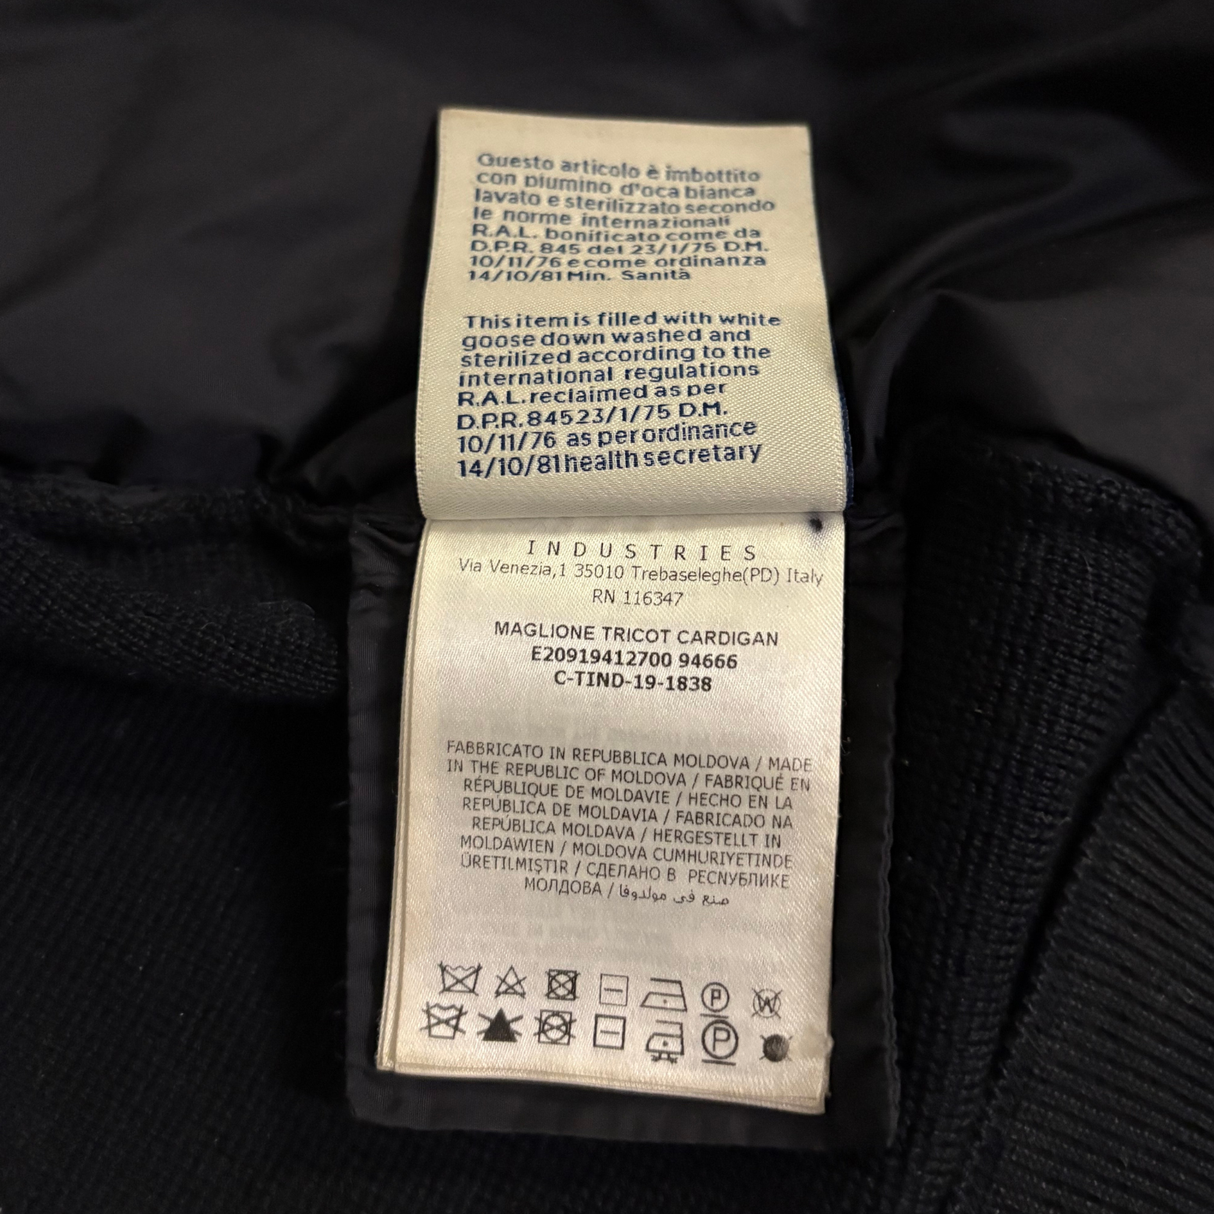 Questo articolo è imbottito
con piumino d'oca bianca
lavato e sterilizzato secondo
le norme internazionali
R.A.L. bonificato come da
D.P.R. 845 del 23/1/75 D.M.
10/11/76 e come ordinanza
14/10/81 Min. Sanità
This item is filled with white
goose down washed and
sterilized according to the
international regulations
R.A.L. reclaimed as per
D.P.R. 845 23/1/75 D.M.
10/11/76 as per ordinance
14/10/81 health secretary
INDUSTRIES
Via Venezia,1 35010 Trebaseleghe(PD) Italy
RN 116347
MAGLIONE TRICOT CARDIGAN
E20919412700 94666
C-TIND-19-1838
FABBRICATO IN REPUBBLICA MOLDOVA / MADE
IN THE REPUBLIC OF MOLDOVA / FABRIQUÉ EN
RÉPUBLIQUE DE MOLDAVIE / HECHO EN LA
REPÚBLICA DE MOLDAVIA / FABRICADO NA
REPÚBLICA MOLDAVA / HERGESTELLT IN
MOLDAWIEN / MOLDOVA CUMHURIYETINDE
ÜRETILMIŞTIR / СДЕЛАНО В РЕСПУБЛИКЕ
МОЛДОВА / صنع في مولدوفا
P W
P